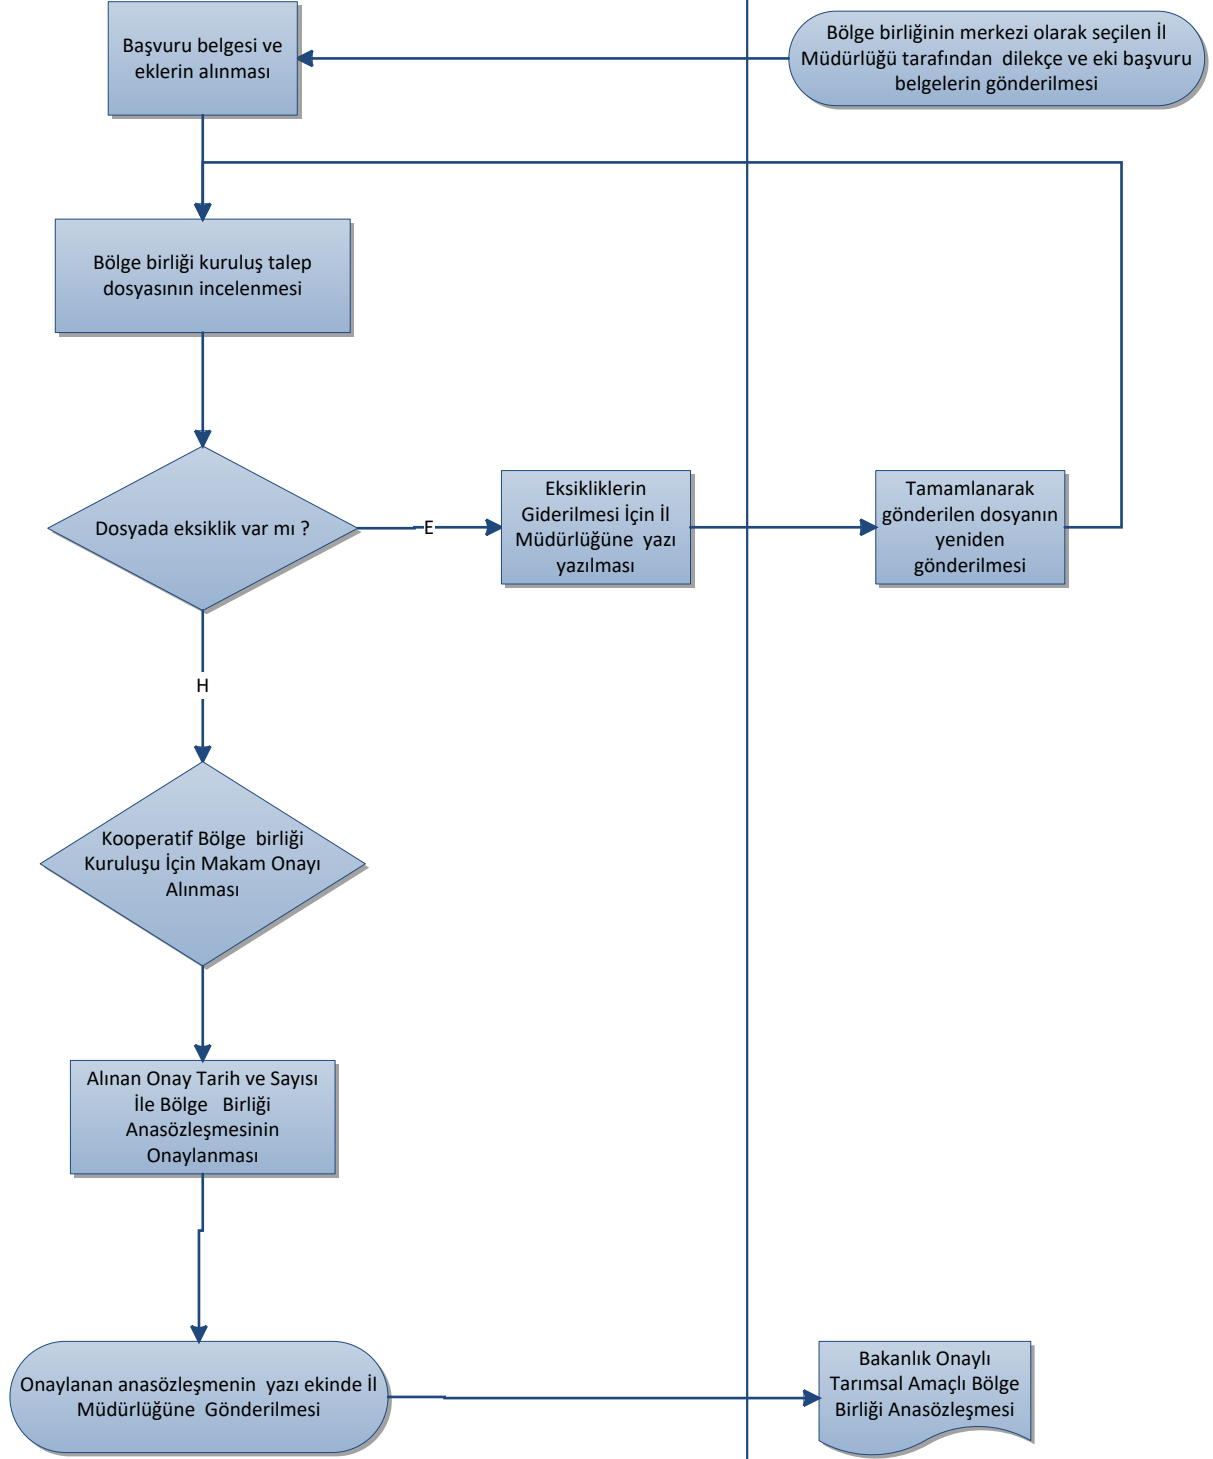 Başvuru belgesi ve
eklerin alınması
Bölge birliğinin merkezi olarak seçilen İl
Müdürlüğü tarafından dilekçe ve eki başvuru
belgelerin gönderilmesi
Bölge birliği kuruluş talep
dosyasının incelenmesi
Dosyada eksiklik var mı ?
E
Eksikliklerin
Giderilmesi İçin İl
Müdürlüğüne yazı
yazılması
Tamamlanarak
gönderilen dosyanın
yeniden
gönderilmesi
H
Kooperatif Bölge birliği
Kuruluşu İçin Makam Onayı
Alınması
Alınan Onay Tarih ve Sayısı
İle Bölge Birliği
Anasözleşmesinin
Onaylanması
Onaylanan anasözleşmenin yazı ekinde İl
Müdürlüğüne Gönderilmesi
Bakanlık Onaylı
Tarımsal Amaçlı Bölge
Birliği Anasözleşmesi